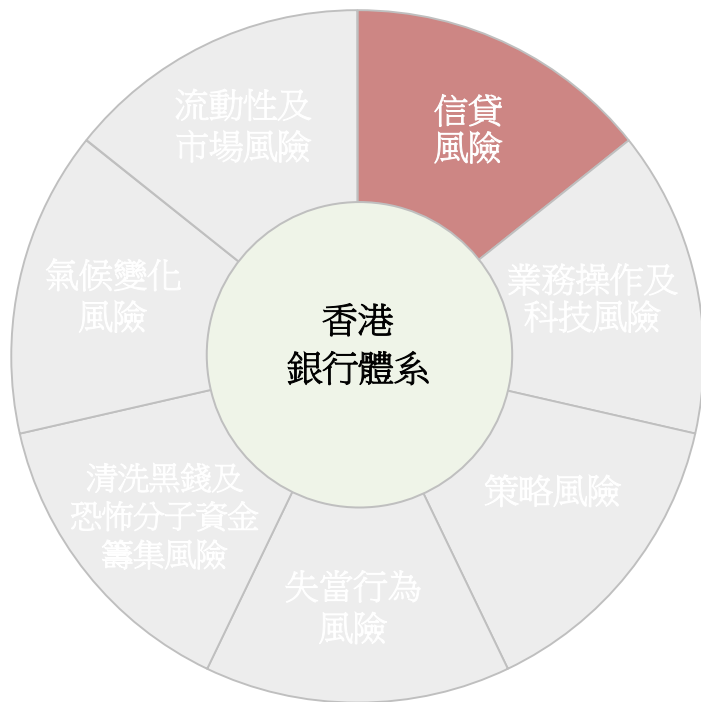 流動性及
市場風險
信貸
風險
氣候變化
風險
業務操作及
科技風險
香港
銀行體系
清洗黑錢及
恐怖分子資金
籌集風險
策略風險
失當行為
風險